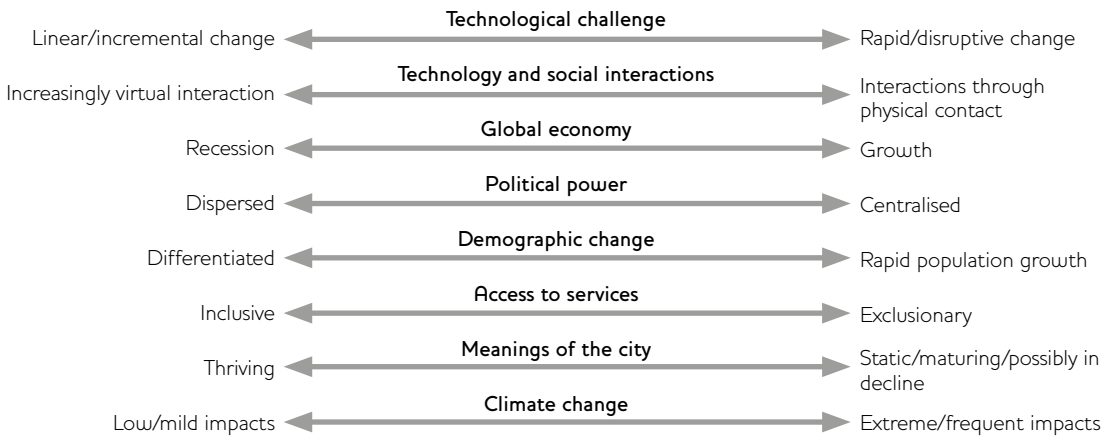 Technological challenge
Linear/incremental change
Rapid/disruptive change
Technology and social interactions
Increasingly virtual interaction
Interactions through
physical contact
Global economy
Recession
Growth
Political power
Dispersed
Centralised
Demographic change
Differentiated
Rapid population growth
Access to services
Inclusive
Exclusionary
Meanings of the city
Thriving
Static/maturing/possibly in
decline
Climate change
Low/mild impacts
Extreme/frequent impacts